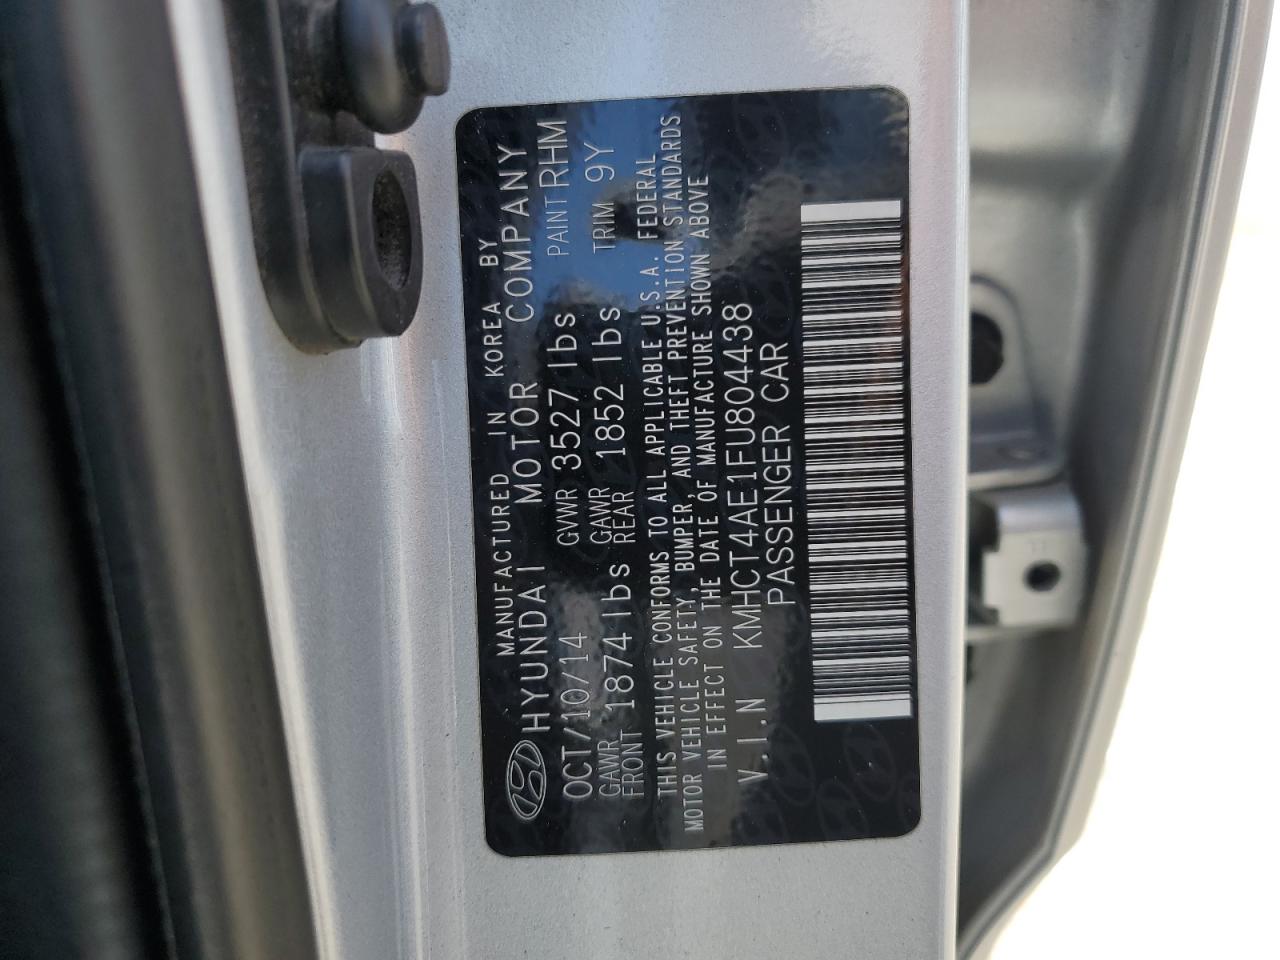 MANUFACTURED IN KOREA BY
HYUNDAI MOTOR COMPANY
OCT/10/14 GVWR 3527 lbs PAINT RHM
GAWR FRONT 1874 lbs GAWR REAR 1852 lbs TRIM 9Y
THIS VEHICLE CONFORMS TO ALL APPLICABLE U.S.A. FEDERAL
MOTOR VEHICLE SAFETY, BUMPER, AND THEFT PREVENTION STANDARDS
IN EFFECT ON THE DATE OF MANUFACTURE SHOWN ABOVE
V.I.N KMHCT4AE1FU804438
PASSENGER CAR